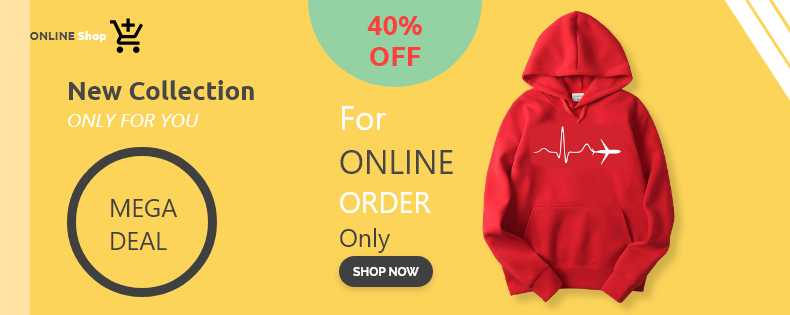 ONLINE Shop
New Collection
ONLY FOR YOU
MEGA
DEAL
40%
OFF
For
ONLINE
ORDER
Only
SHOP NOW